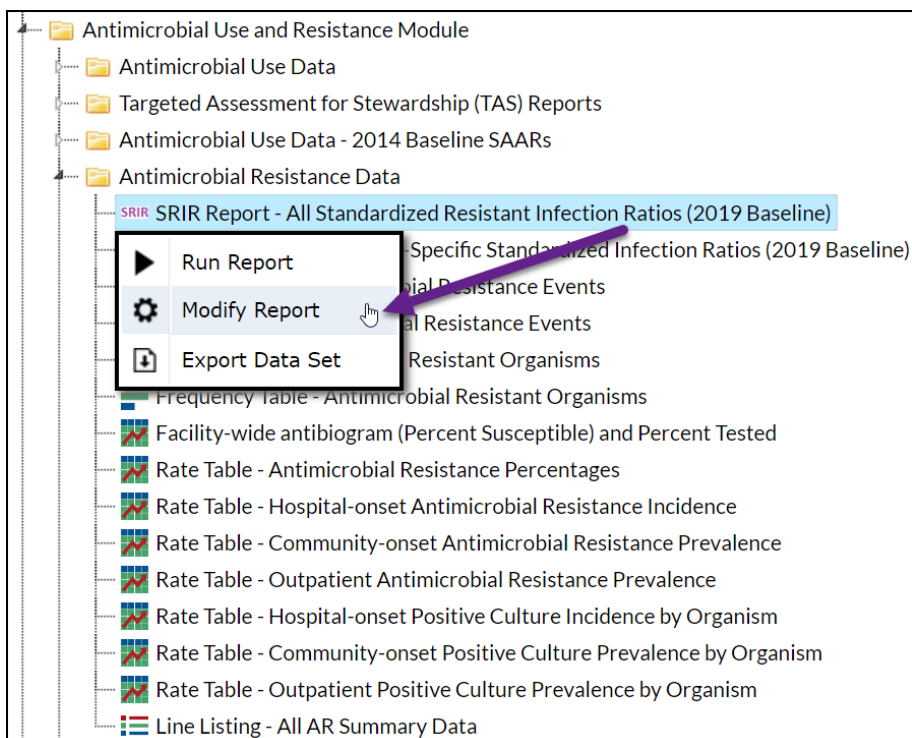 Antimicrobial Use and Resistance Module
Antimicrobial Use Data
Targeted Assessment for Stewardship (TAS) Reports
Antimicrobial Use Data - 2014 Baseline SAARs
Antimicrobial Resistance Data
SRIR SRIR Report - All Standardized Resistant Infection Ratios (2019 Baseline)
Run Report -Specific Standardized Infection Ratios (2019 Baseline)
Modify Report bial Resistance Events
al Resistance Events
Export Data Set Resistant Organisms
Frequency Table - Antimicrobial Resistant Organisms
Facility-wide antibiogram (Percent Susceptible) and Percent Tested
Rate Table - Antimicrobial Resistance Percentages
Rate Table - Hospital-onset Antimicrobial Resistance Incidence
Rate Table - Community-onset Antimicrobial Resistance Prevalence
Rate Table - Outpatient Antimicrobial Resistance Prevalence
Rate Table - Hospital-onset Positive Culture Incidence by Organism
Rate Table - Community-onset Positive Culture Prevalence by Organism
Rate Table - Outpatient Positive Culture Prevalence by Organism
Line Listing - All AR Summary Data